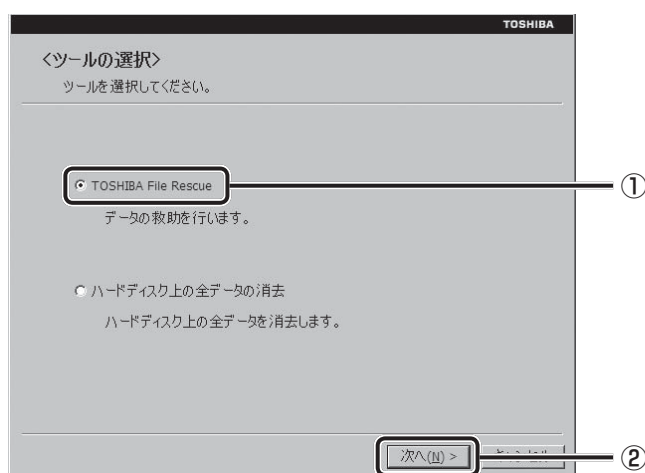 TOSHIBA
<ツールの選択>
ツールを選択してください。
TOSHIBA File Rescue
①
データの救助を行います。
ハードディスク上の全データの消去
ハードディスク上の全データを消去します。
次へ(N) >
②